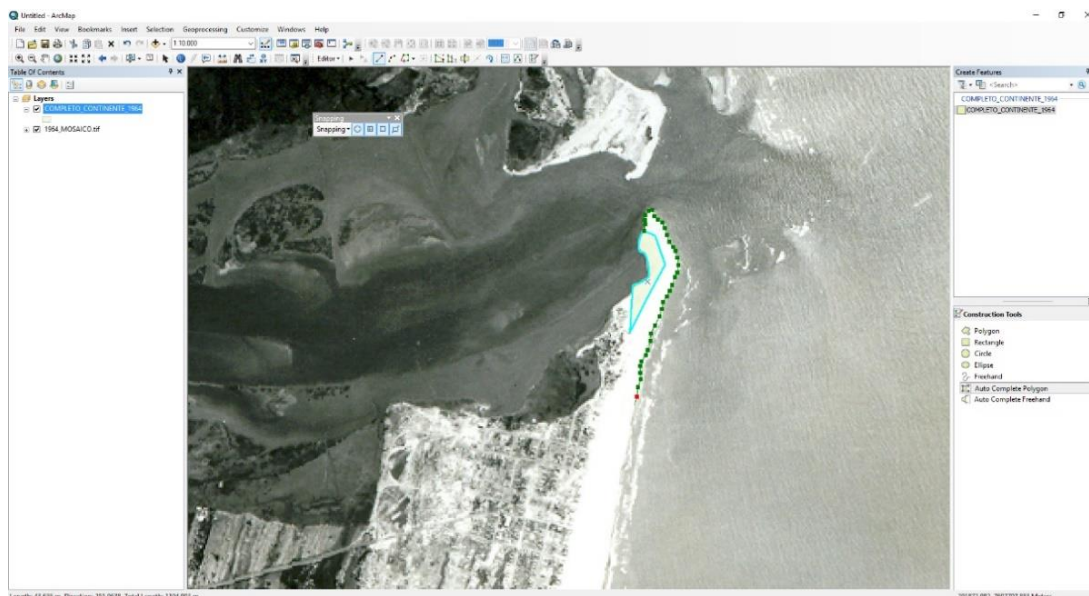 Untitled - ArcMap
File Edit View Bookmarks Insert Selection Geoprocessing Customize Windows Help
1:10.000
Editor
Table Of Contents
Layers
COMPLETO_CONTINENTE_1964
1964_MOSAICO.tif
Snapping
Snapping
Create Features
<Search>
COMPLETO_CONTINENTE_1964
COMPLETO_CONTINENTE_1964
Construction Tools
Polygon
Rectangle
Circle
Ellipse
Freehand
Auto Complete Polygon
Auto Complete Freehand